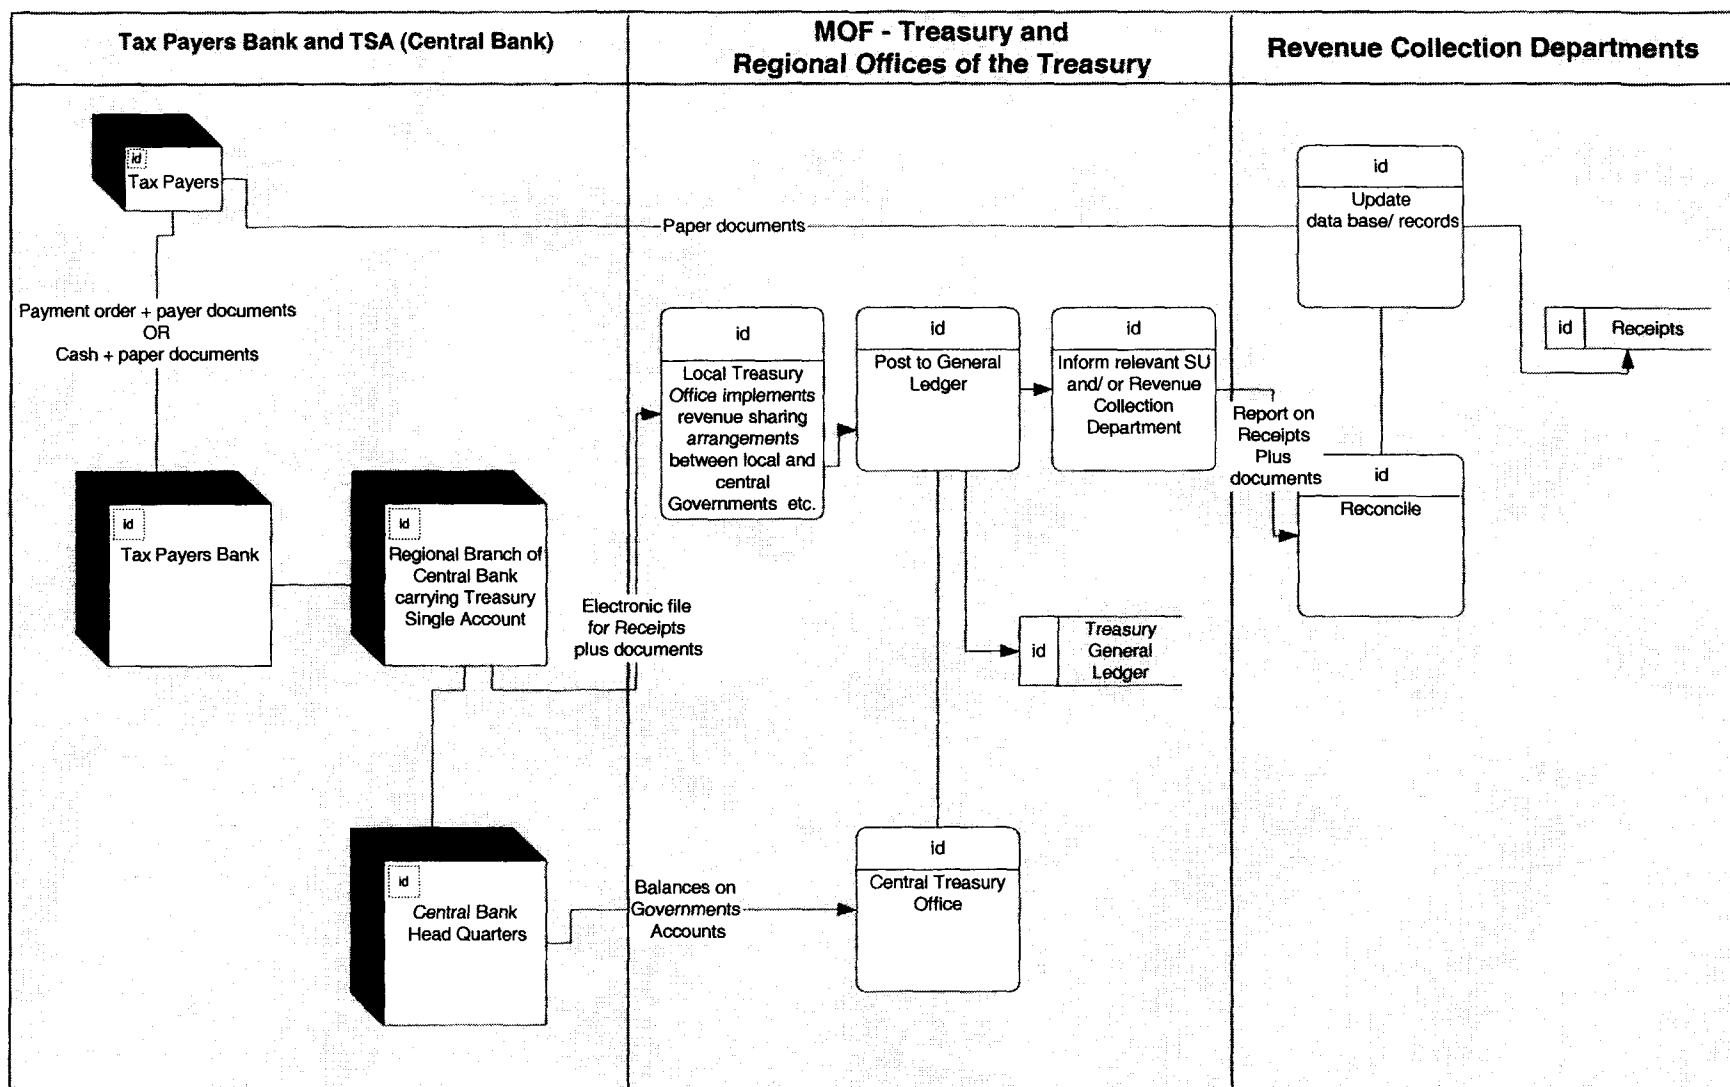 Tax Payers Bank and TSA (Central Bank)
MOF - Treasury and
Regional Offices of the Treasury
Revenue Collection Departments
id
Tax Payers
Paper documents
id
Update
data base/ records
Payment order + payer documents
OR
Cash + paper documents
id
Receipts
id
Local Treasury
Office implements
revenue sharing
arrangements
between local and
central
Governments etc.
id
Post to General
Ledger
id
Inform relevant SU
and/ or Revenue
Collection
Department
Report on
Receipts
Plus
documents
id
Reconcile
id
Tax Payers Bank
id
Regional Branch of
Central Bank
carrying Treasury
Single Account
Electronic file
for Receipts
plus documents
id
Treasury
General
Ledger
id
Central Bank
Head Quarters
Balances on
Governments
Accounts
id
Central Treasury
Office